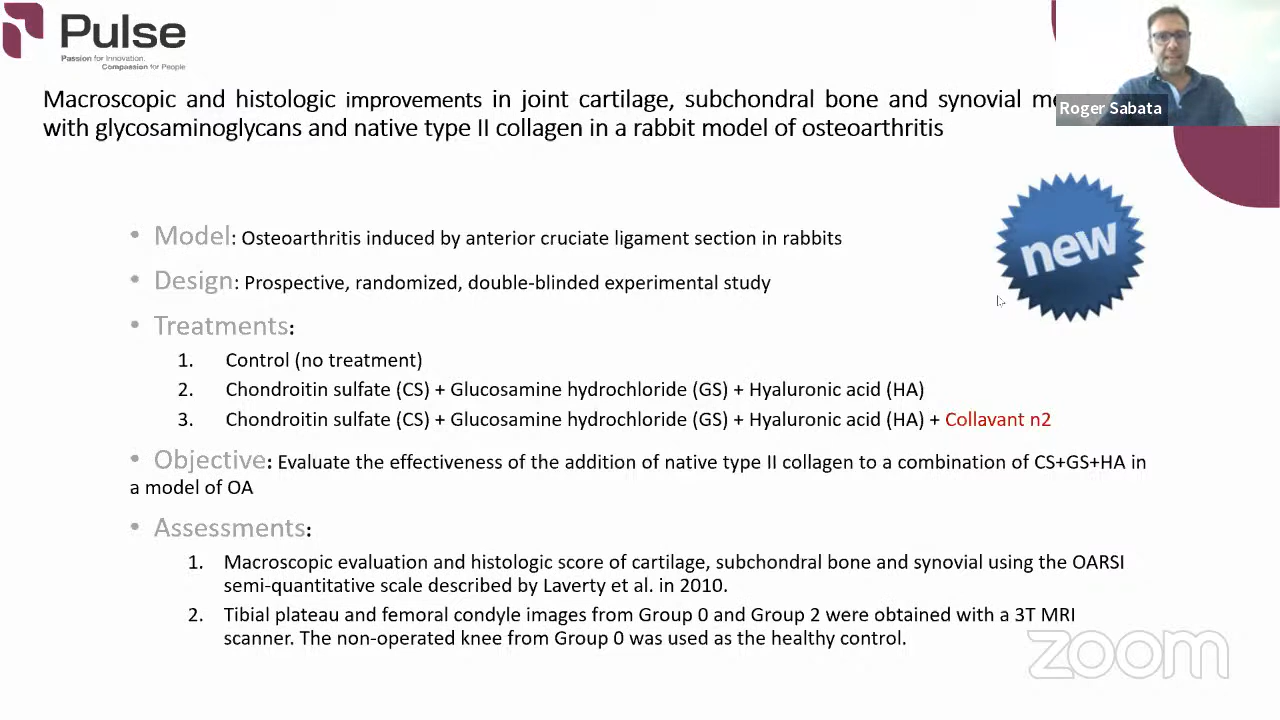 Pulse
Passion for Innovation.
Compassion for People
Roger Sabata
Macroscopic and histologic improvements in joint cartilage, subchondral bone and synovial
with glycosaminoglycans and native type II collagen in a rabbit model of osteoarthritis
new
• Model: Osteoarthritis induced by anterior cruciate ligament section in rabbits
• Design: Prospective, randomized, double-blinded experimental study
• Treatments:
1. Control (no treatment)
2. Chondroitin sulfate (CS) + Glucosamine hydrochloride (GS) + Hyaluronic acid (HA)
3. Chondroitin sulfate (CS) + Glucosamine hydrochloride (GS) + Hyaluronic acid (HA) + Collavant n2
• Objective: Evaluate the effectiveness of the addition of native type II collagen to a combination of CS+GS+HA in
a model of OA
• Assessments:
1. Macroscopic evaluation and histologic score of cartilage, subchondral bone and synovial using the OARSI
semi-quantitative scale described by Laverty et al. in 2010.
2. Tibial plateau and femoral condyle images from Group 0 and Group 2 were obtained with a 3T MRI
scanner. The non-operated knee from Group 0 was used as the healthy control.
zoom